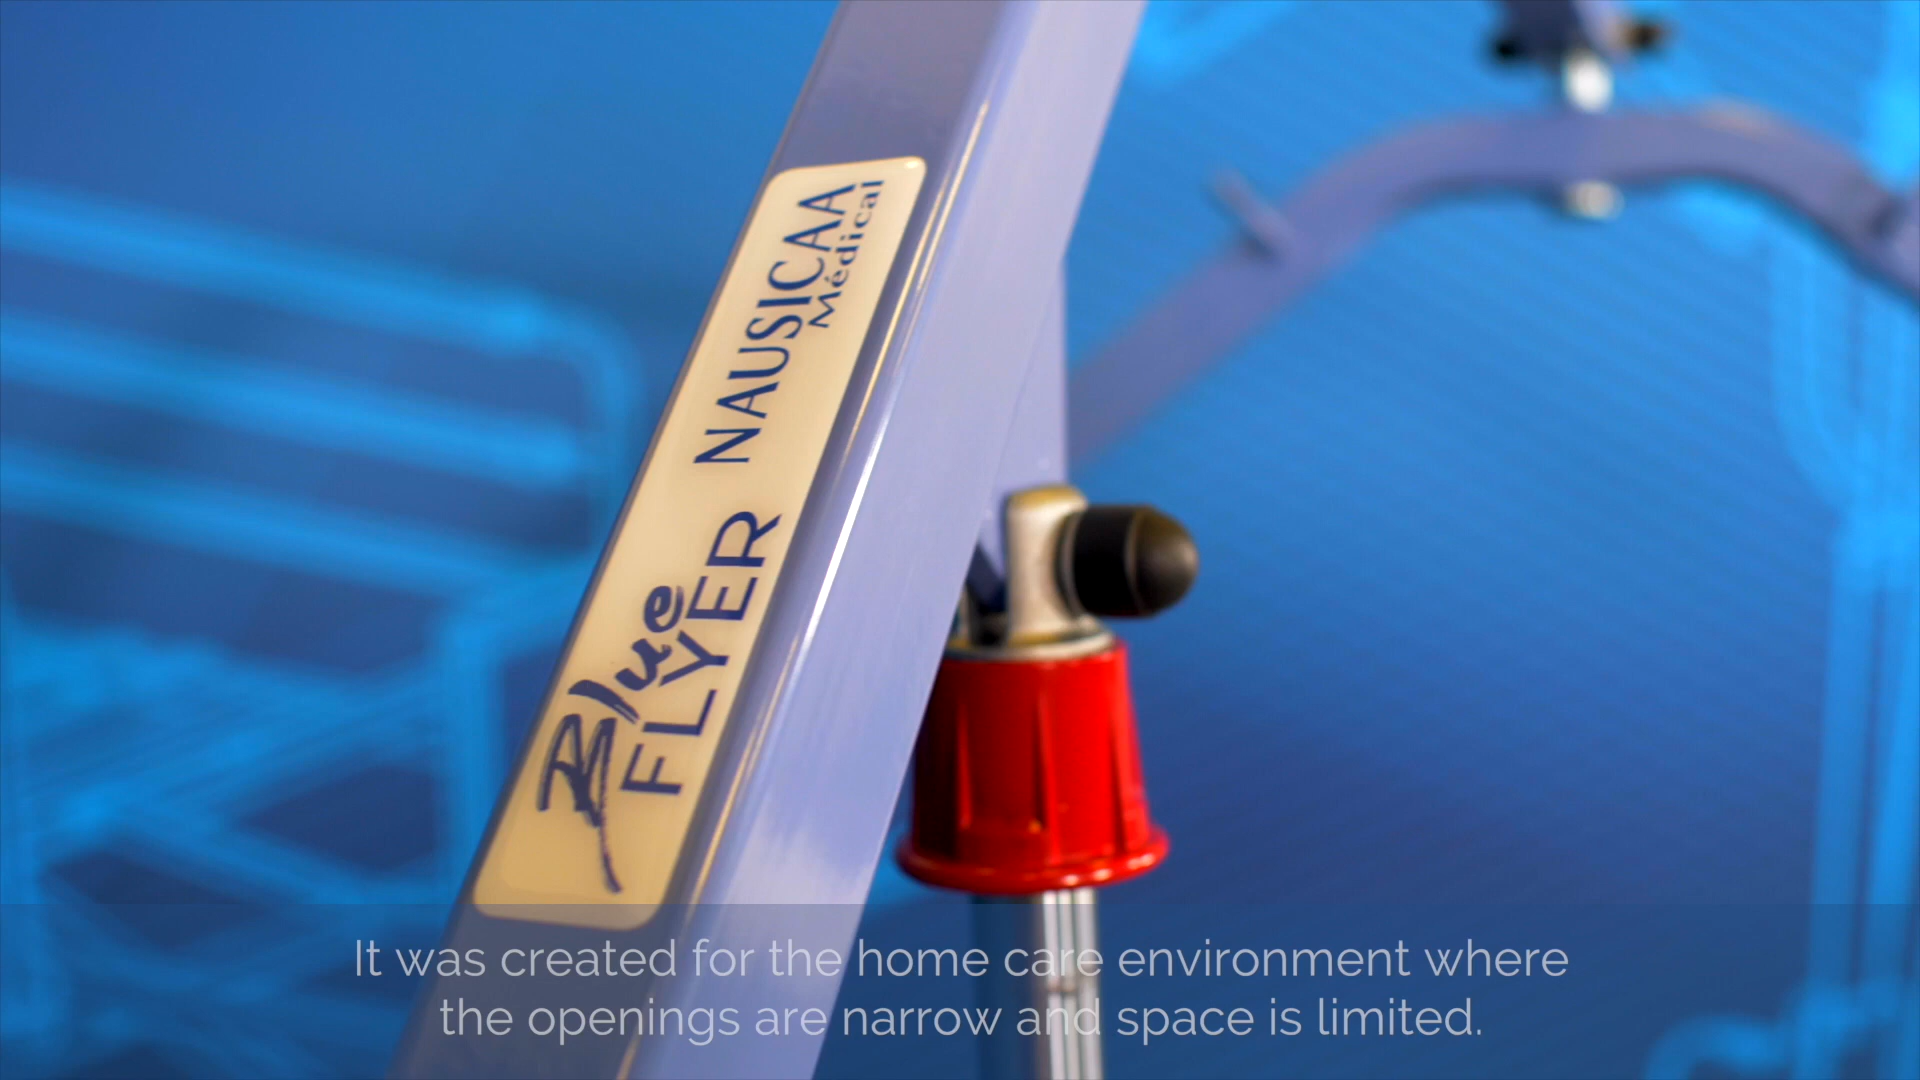 Blue
FLYER NAUSICAA
Médical
It was created for the home care environment where
the openings are narrow and space is limited.